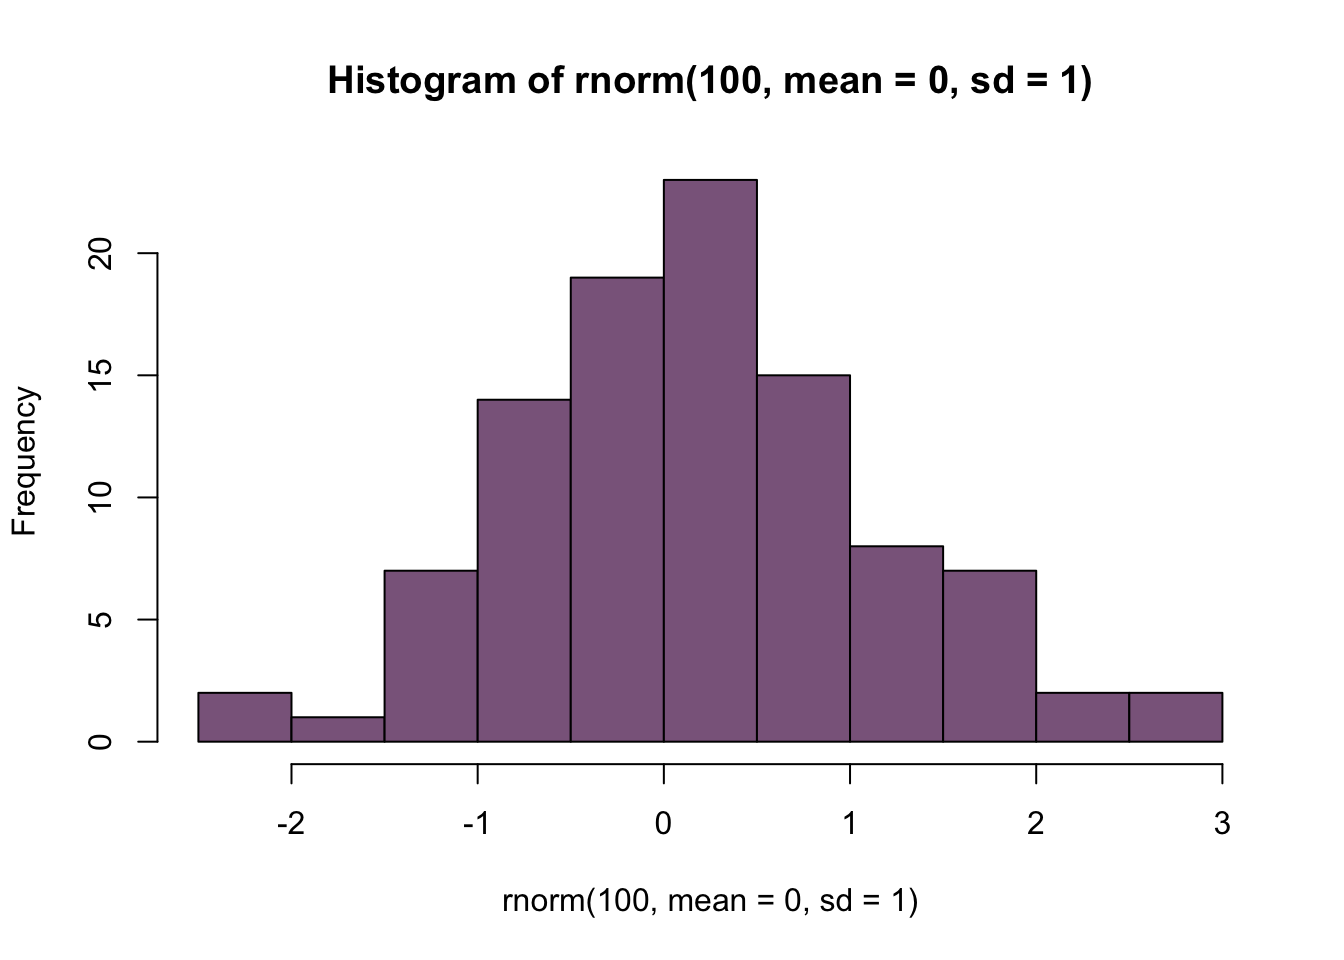 Histogram of rnorm(100, mean = 0, sd = 1)
Frequency
20
15
10
5
0
-2 -1 0 1 2 3
rnorm(100, mean = 0, sd = 1)